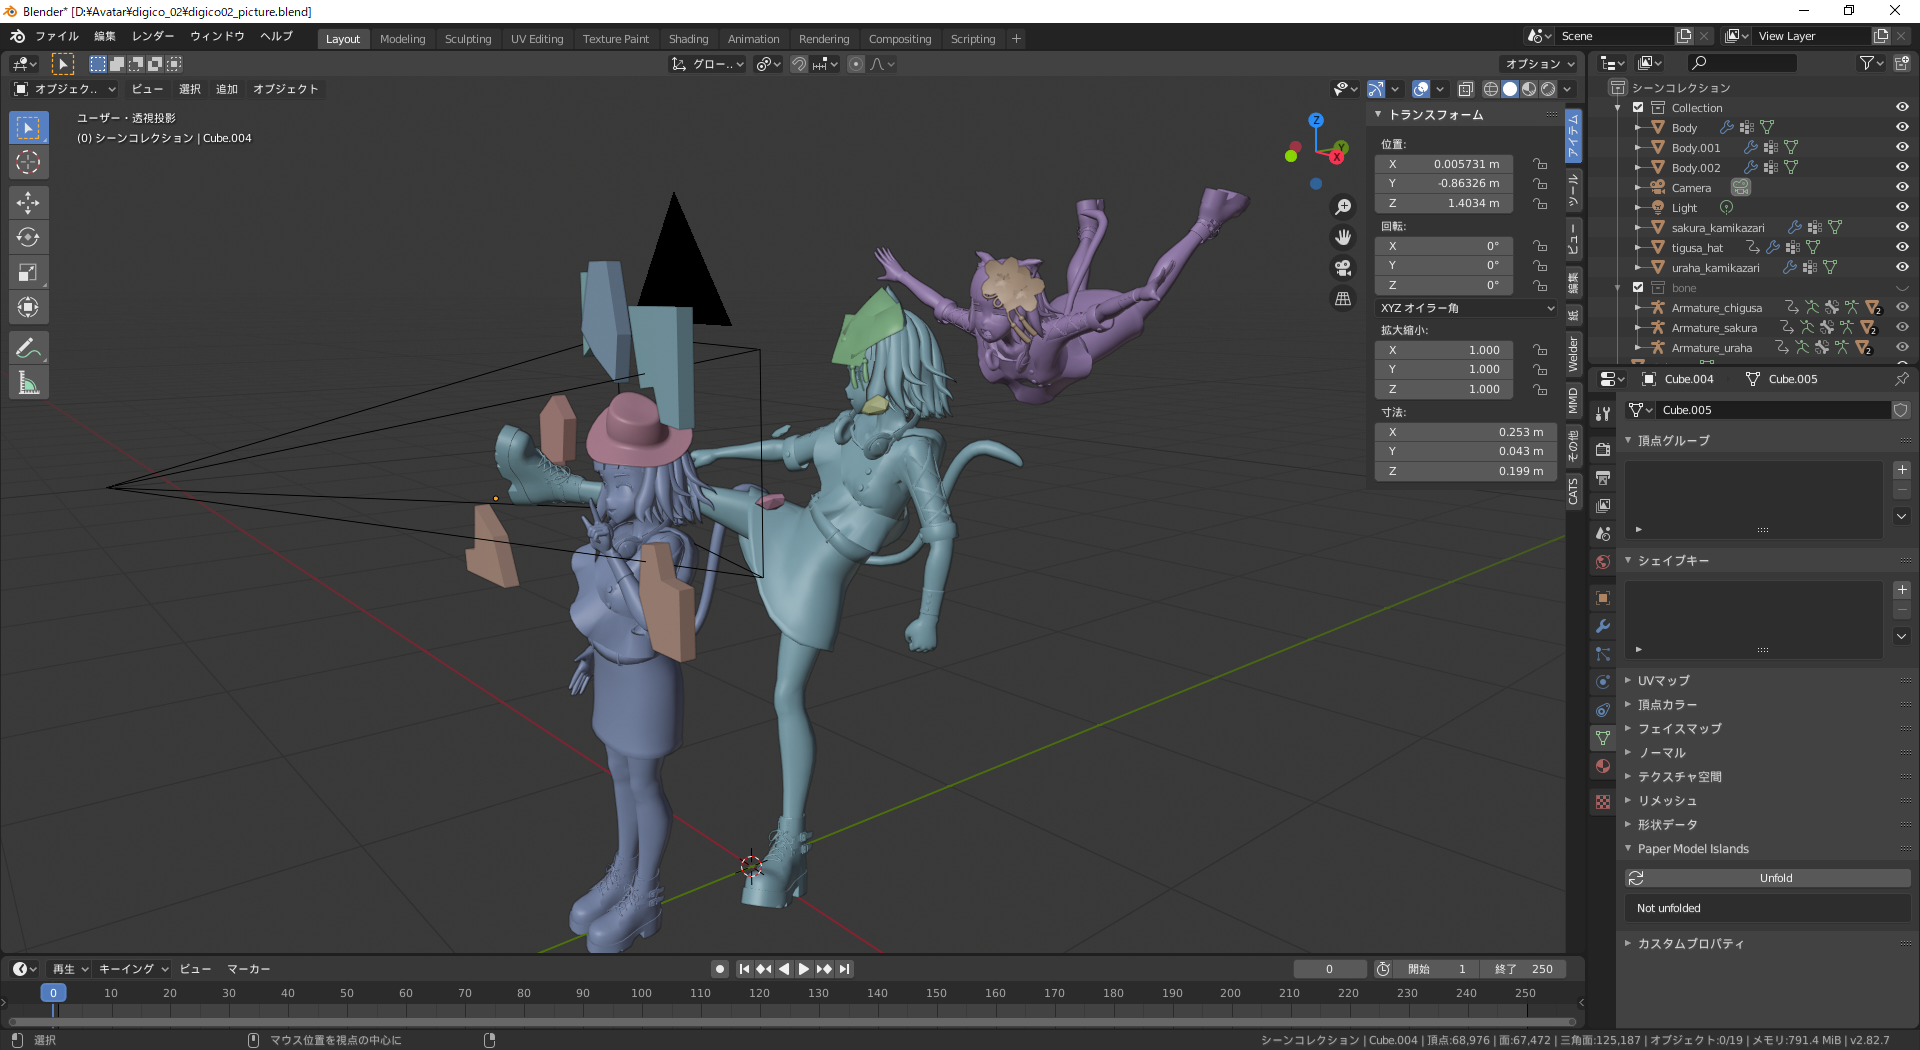 Blender* [D:¥Avatar¥digico_02¥digico02_picture.blend]
ファイル 編集 レンダー ウィンドウ ヘルプ Layout Modeling Sculpting UV Editing Texture Paint Shading Animation Rendering Compositing Scripting + Scene View Layer
グロー.. オプション
オブジェク.. ビュー 選択 追加 オブジェクト
ユーザー・透視投影
(0) シーンコレクション | Cube.004
Z
Y
X
トランスフォーム
位置:
X 0.005731 m
Y -0.86326 m
Z 1.4034 m
回転:
X 0°
Y 0°
Z 0°
XYZ オイラー角
拡大縮小:
X 1.000
Y 1.000
Z 1.000
寸法:
X 0.253 m
Y 0.043 m
Z 0.199 m
アイテム
ツール
ビュー
編集
紙
Welder
MMD
その他
CATS
シーンコレクション
Collection
Body
Body.001
Body.002
Camera
Light
sakura_kamikazari
tigusa_hat
uraha_kamikazari
bone
Armature_chigusa 2
Armature_sakura 2
Armature_uraha 2
Cube.004 Cube.005
Cube.005
頂点グループ
シェイプキー
UVマップ
頂点カラー
フェイスマップ
ノーマル
テクスチャ空間
リメッシュ
形状データ
Paper Model Islands
Unfold
Not unfolded
カスタムプロパティ
再生 キーイング ビュー マーカー 0 開始 1 終了 250
0 10 20 30 40 50 60 70 80 90 100 110 120 130 140 150 160 170 180 190 200 210 220 230 240 250
選択 マウス位置を視点の中心に シーンコレクション | Cube.004 | 頂点:68,976 | 面:67,472 | 三角面:125,187 | オブジェクト:0/19 | メモリ:791.4 MiB | v2.82.7